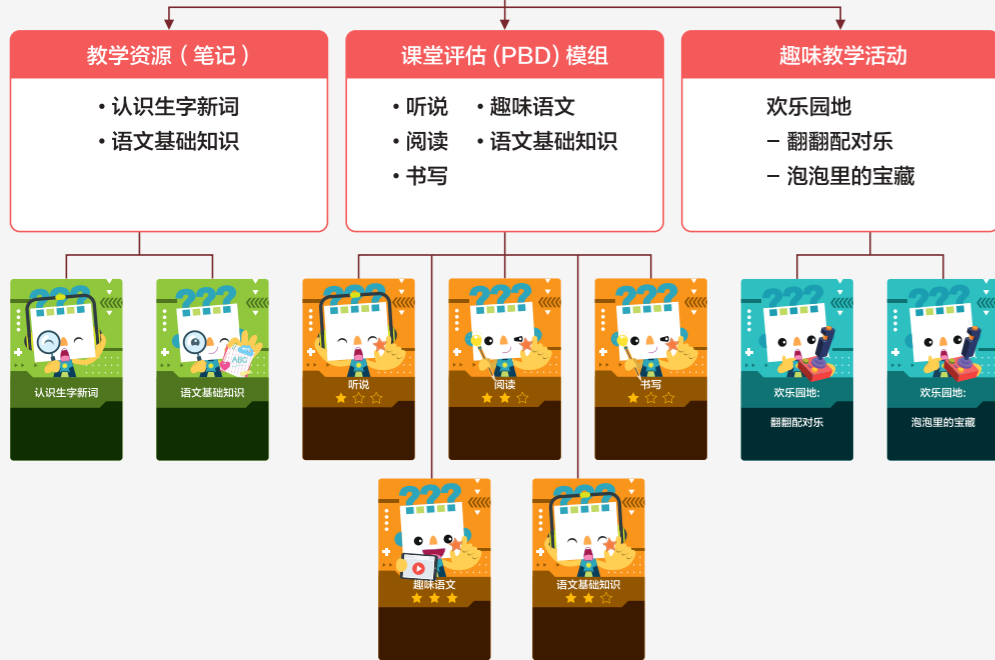 教学资源（笔记）
• 认识生字新词
• 语文基础知识
课堂评估 (PBD) 模组
• 听说 • 趣味语文
• 阅读 • 语文基础知识
• 书写
趣味教学活动
欢乐园地
– 翻翻配对乐
– 泡泡里的宝藏
???
认识生字新词
???
ABC
语文基础知识
???
听说
???
阅读
???
书写
???
欢乐园地:
翻翻配对乐
???
欢乐园地:
泡泡里的宝藏
???
趣味语文
???
语文基础知识